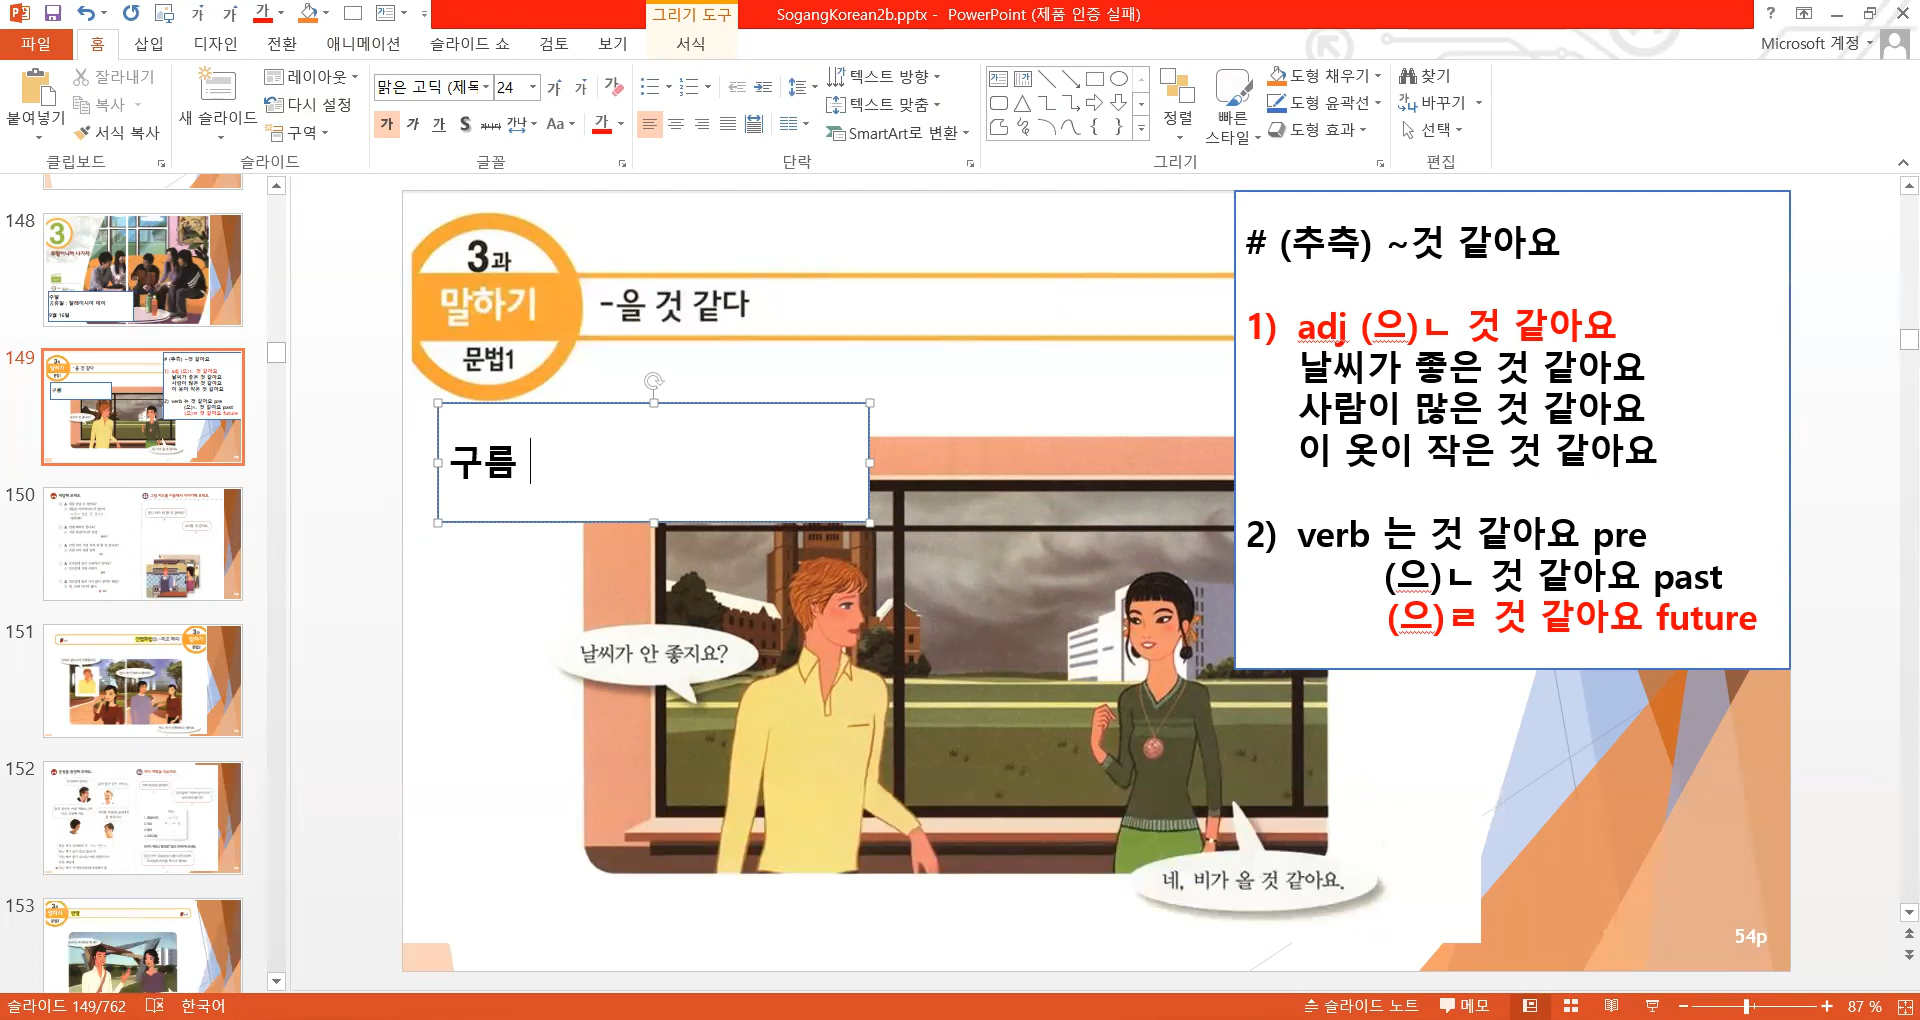 SogangKorean2b.pptx - PowerPoint (제품 인증 실패)
그리기 도구
파일
홈
삽입
디자인
전환
애니메이션
슬라이드 쇼
검토
보기
서식
Microsoft 계정
붙여넣기
잘라내기
복사
서식 복사
클립보드
새 슬라이드
레이아웃
다시 설정
구역
슬라이드
맑은 고딕 (제목
24
글꼴
텍스트 방향
텍스트 맞춤
SmartArt로 변환
단락
정렬
빠른
스타일
도형 채우기
도형 윤곽선
도형 효과
그리기
찾기
바꾸기
선택
편집
148
149
150
151
152
153
3과
말하기
문법1
-을 것 같다
구름
날씨가 안 좋지요?
네, 비가 올 것 같아요.
# (추측) ~것 같아요
1) adj (으)ㄴ 것 같아요
날씨가 좋은 것 같아요
사람이 많은 것 같아요
이 옷이 작은 것 같아요
2) verb 는 것 같아요 pre
(으)ㄴ 것 같아요 past
(으)ㄹ 것 같아요 future
54p
슬라이드 149/762
한국어
슬라이드 노트
메모
87 %